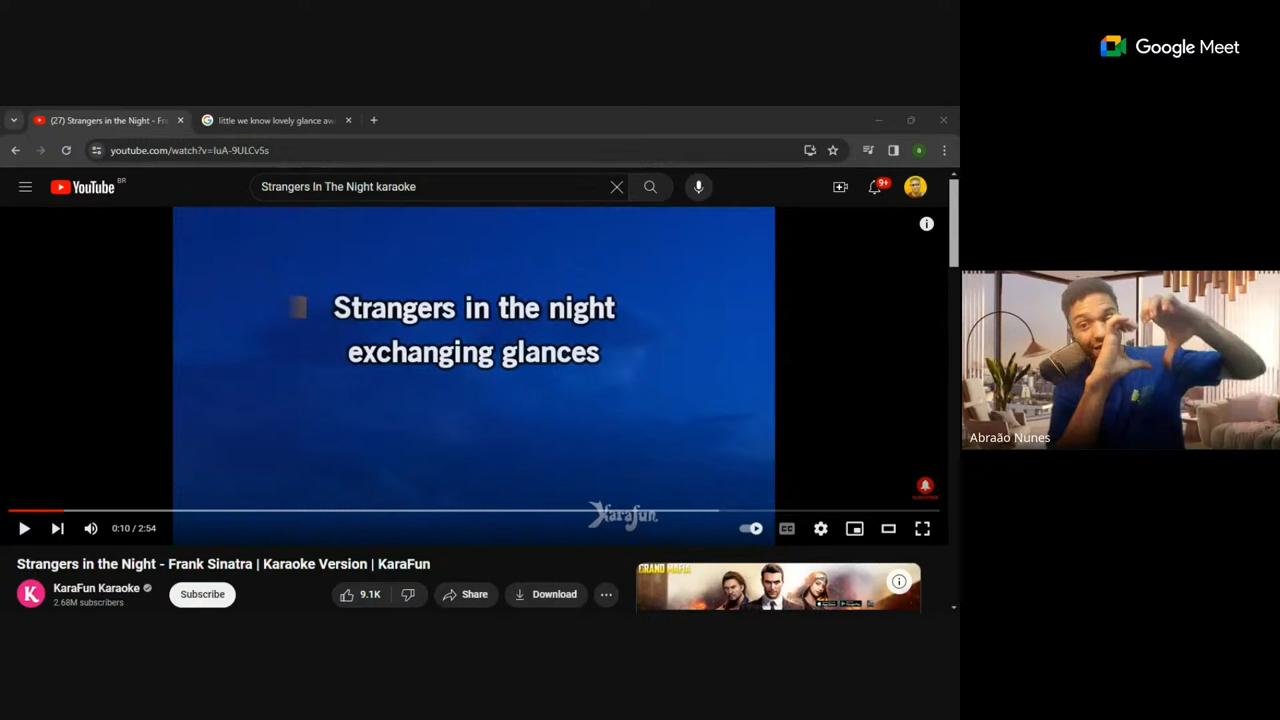 Google Meet
(27) Strangers in the Night - Fra
little we know lovely glance aw
youtube.com/watch?v=IuA-9ULCv5s
YouTube BR
Strangers In The Night karaoke
9+
Strangers in the night
exchanging glances
Karafun
0:10 / 2:54
Strangers in the Night - Frank Sinatra | Karaoke Version | KaraFun
KaraFun Karaoke
2.68M subscribers
Subscribe
9.1K
Share
Download
GRAND MAFIA
Abraão Nunes